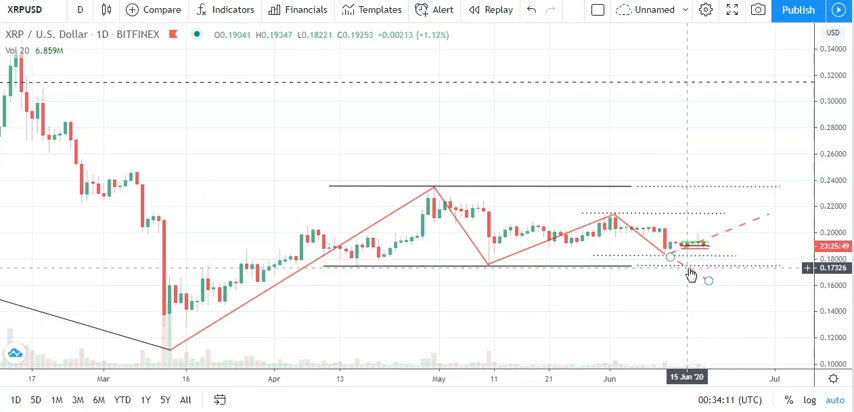 XRPUSD D Compare Indicators Financials Templates Alert Replay Unnamed Publish
XRP / U.S. Dollar · 1D · BITFINEX O0.19041 H0.19347 L0.18221 C0.19253 +0.00213 (+1.12%) USD
Vol 20 6.859M
0.34000
0.32000
0.30000
0.28000
0.26000
0.24000
0.22000
0.20000
23:25:49
0.17326
0.16000
0.14000
0.12000
0.10000
17 Mar 16 Apr 13 May 11 21 Jun 15 Jun '20 Jul
1D 5D 1M 3M 6M YTD 1Y 5Y All 00:34:11 (UTC) % log auto